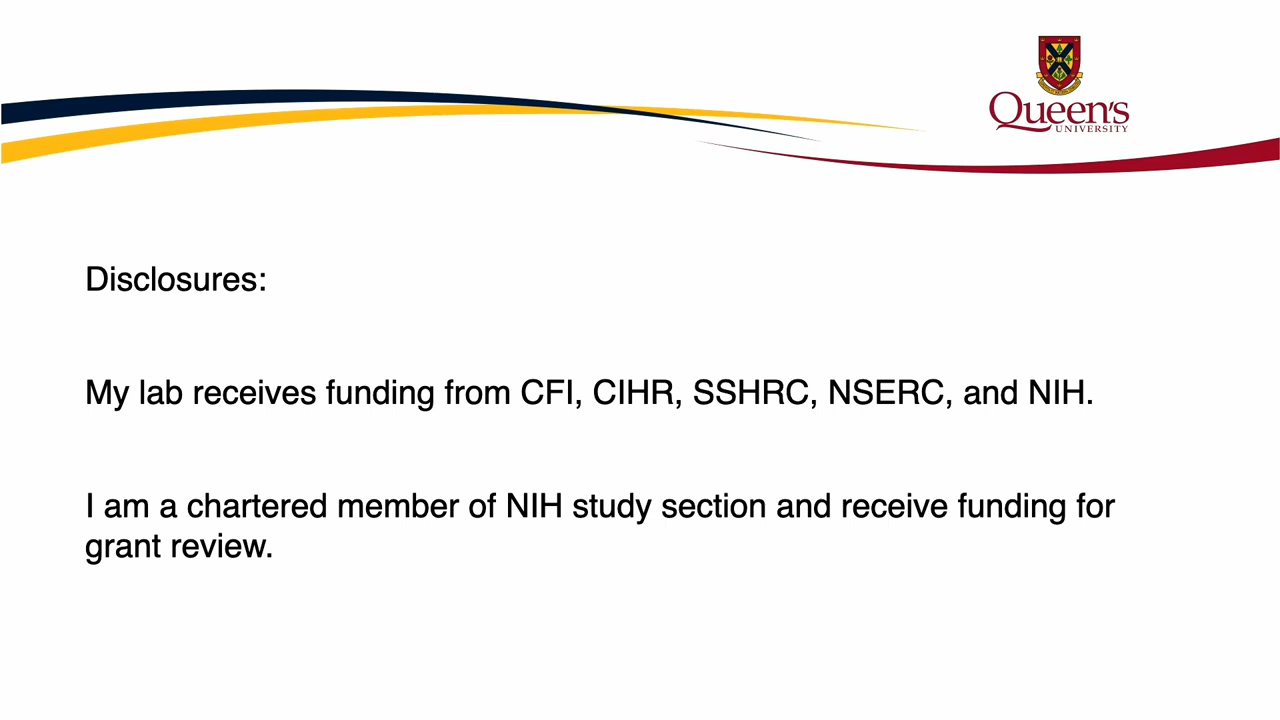 Queen's
UNIVERSITY
Disclosures:
My lab receives funding from CFI, CIHR, SSHRC, NSERC, and NIH.
I am a chartered member of NIH study section and receive funding for
grant review.